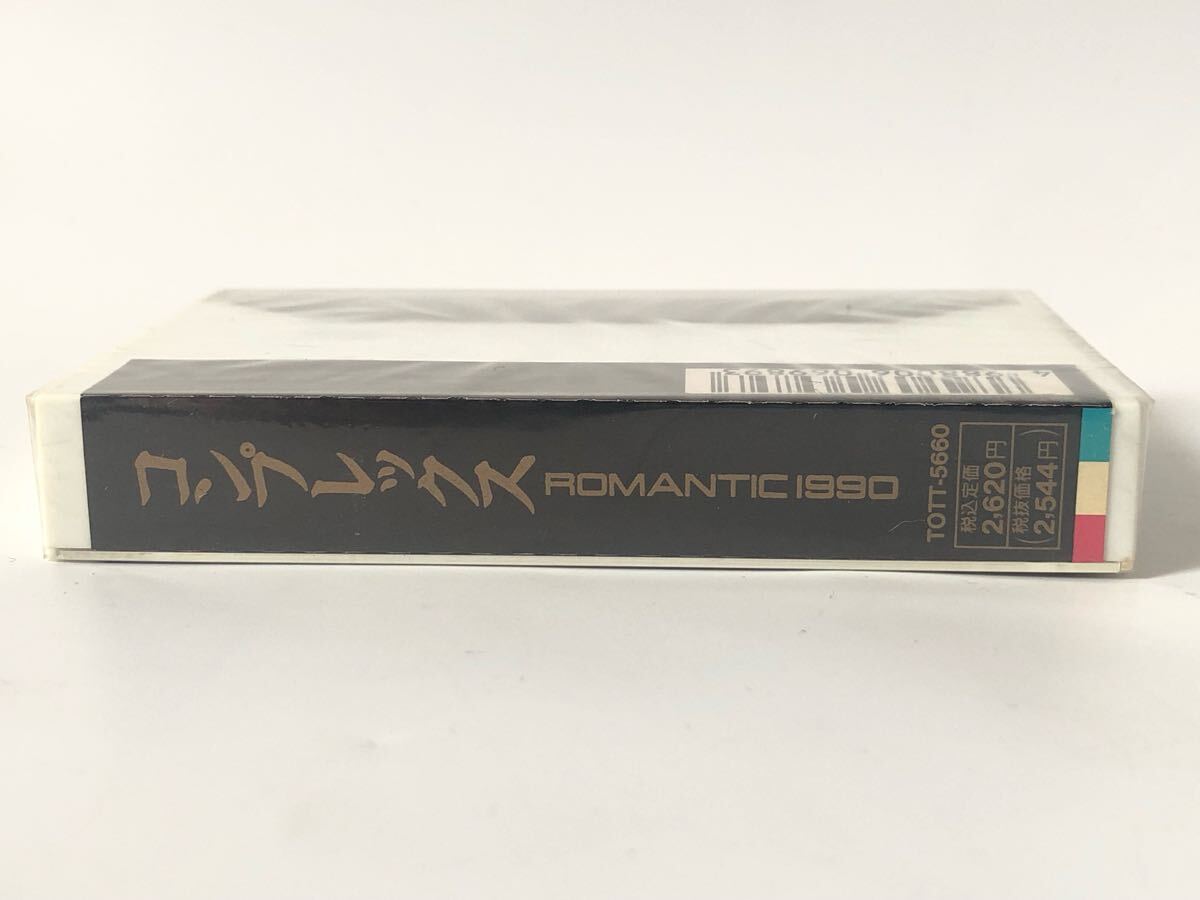 コンプレックス ROMANTIC 1990
TOTT-5660
税込定価
2,620円
(税抜価格
2,544円)